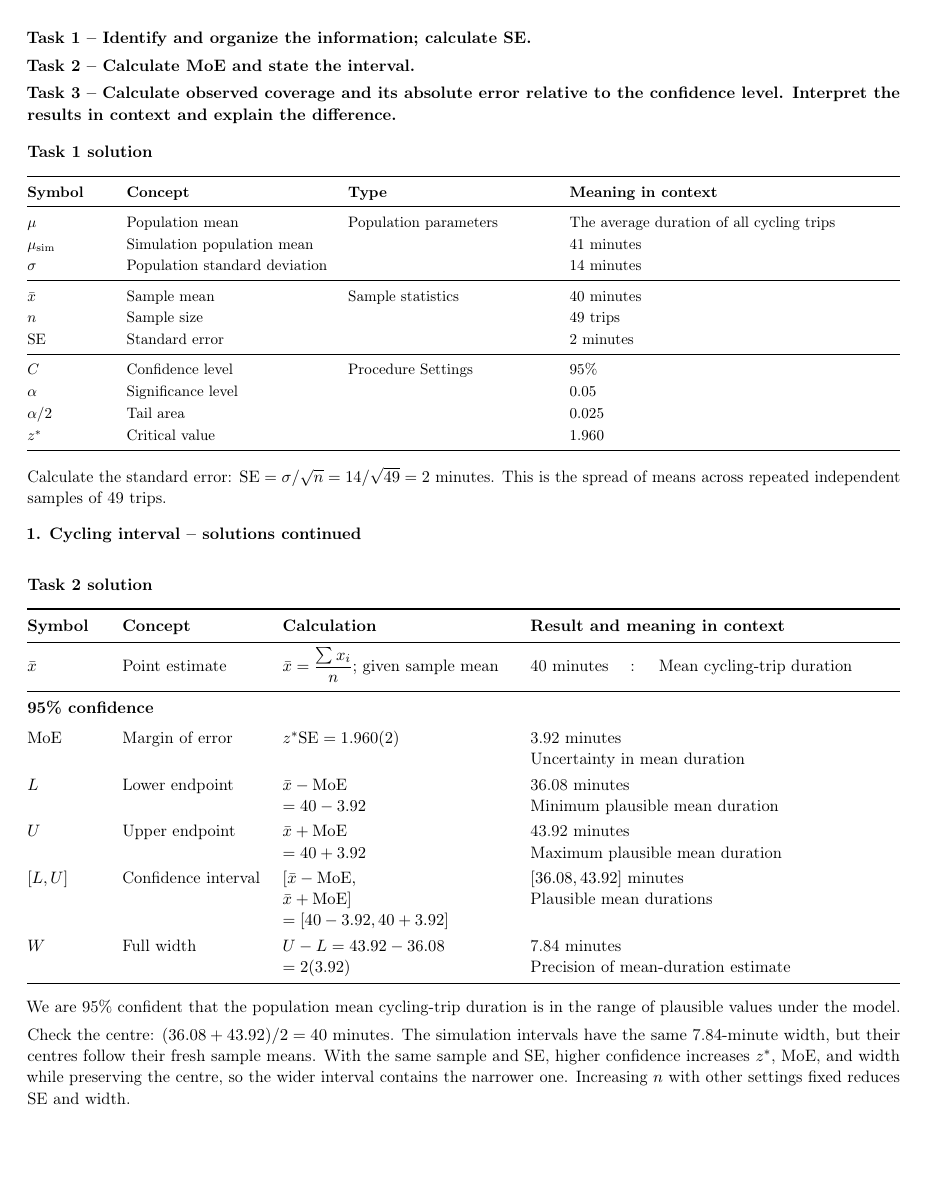 Task 1 – Identify and organize the information; calculate SE.
Task 2 – Calculate MoE and state the interval.
Task 3 – Calculate observed coverage and its absolute error relative to the confidence level. Interpret the
results in context and explain the difference.
Task 1 solution
Symbol Concept Type Meaning in context
μ Population mean Population parameters The average duration of all cycling trips
μ_sim Simulation population mean 41 minutes
σ Population standard deviation 14 minutes
x̄ Sample mean Sample statistics 40 minutes
n Sample size 49 trips
SE Standard error 2 minutes
C Confidence level Procedure Settings 95%
α Significance level 0.05
α/2 Tail area 0.025
z* Critical value 1.960
Calculate the standard error: SE = σ/√n = 14/√49 = 2 minutes. This is the spread of means across repeated independent
samples of 49 trips.
1. Cycling interval – solutions continued
Task 2 solution
Symbol Concept Calculation Result and meaning in context
x̄ Point estimate x̄ = ∑ x_i / n; given sample mean 40 minutes : Mean cycling-trip duration
95% confidence
MoE Margin of error z*SE = 1.960(2) 3.92 minutes
Uncertainty in mean duration
L Lower endpoint x̄ − MoE 36.08 minutes
= 40 − 3.92 Minimum plausible mean duration
U Upper endpoint x̄ + MoE 43.92 minutes
= 40 + 3.92 Maximum plausible mean duration
[L, U] Confidence interval [x̄ − MoE, [36.08, 43.92] minutes
x̄ + MoE] Plausible mean durations
= [40 − 3.92, 40 + 3.92]
W Full width U − L = 43.92 − 36.08 7.84 minutes
= 2(3.92) Precision of mean-duration estimate
We are 95% confident that the population mean cycling-trip duration is in the range of plausible values under the model.
Check the centre: (36.08 + 43.92)/2 = 40 minutes. The simulation intervals have the same 7.84-minute width, but their
centres follow their fresh sample means. With the same sample and SE, higher confidence increases z*, MoE, and width
while preserving the centre, so the wider interval contains the narrower one. Increasing n with other settings fixed reduces
SE and width.